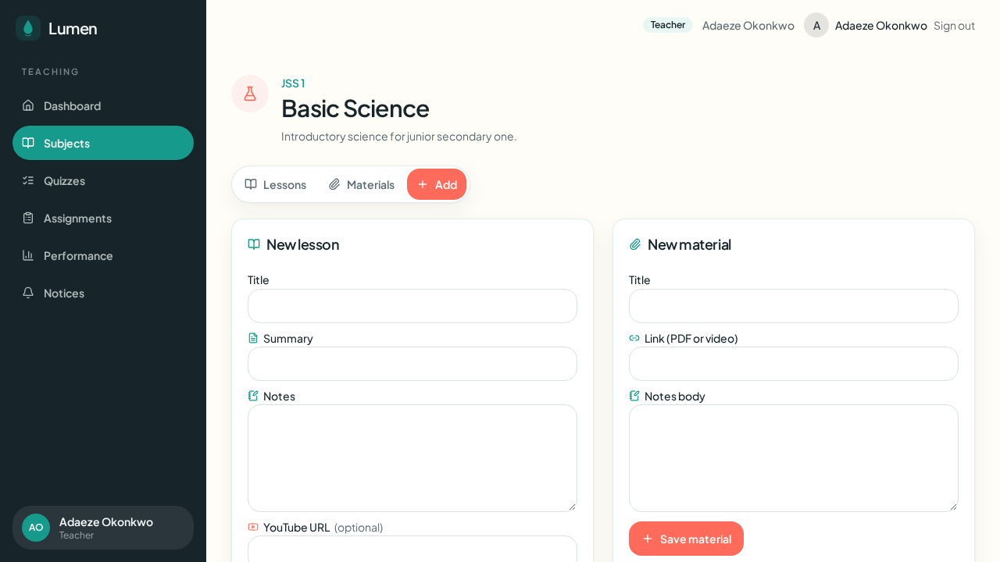 Lumen
TEACHING
Dashboard
Subjects
Quizzes
Assignments
Performance
Notices
AO
Adaeze Okonkwo
Teacher
Teacher Adaeze Okonkwo A Adaeze Okonkwo Sign out
JSS 1
Basic Science
Introductory science for junior secondary one.
Lessons Materials Add
New lesson
Title
Summary
Notes
YouTube URL (optional)
New material
Title
Link (PDF or video)
Notes body
Save material